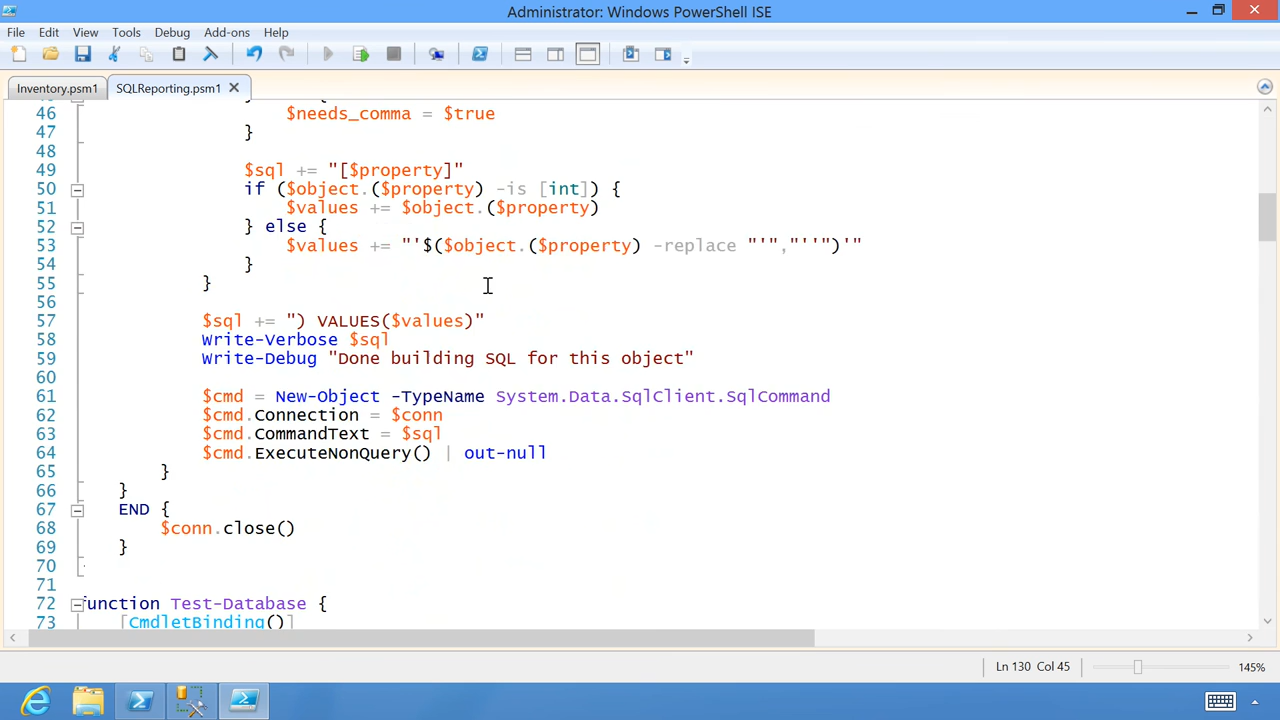 Administrator: Windows PowerShell ISE
File Edit View Tools Debug Add-ons Help
Inventory.psm1 SQLReporting.psm1
46 $needs_comma = $true
47 }
48
49 $sql += "[$property]"
50 if ($object.($property) -is [int]) {
51 $values += $object.($property)
52 } else {
53 $values += "'$($object.($property) -replace "'","''")'"
54 }
55 }
56
57 $sql += ") VALUES($values)"
58 Write-Verbose $sql
59 Write-Debug "Done building SQL for this object"
60
61 $cmd = New-Object -TypeName System.Data.SqlClient.SqlCommand
62 $cmd.Connection = $conn
63 $cmd.CommandText = $sql
64 $cmd.ExecuteNonQuery() | out-null
65 }
66 }
67 END {
68 $conn.close()
69 }
70
71
72 function Test-Database {
73 [CmdletBinding()]
Ln 130 Col 45 145%